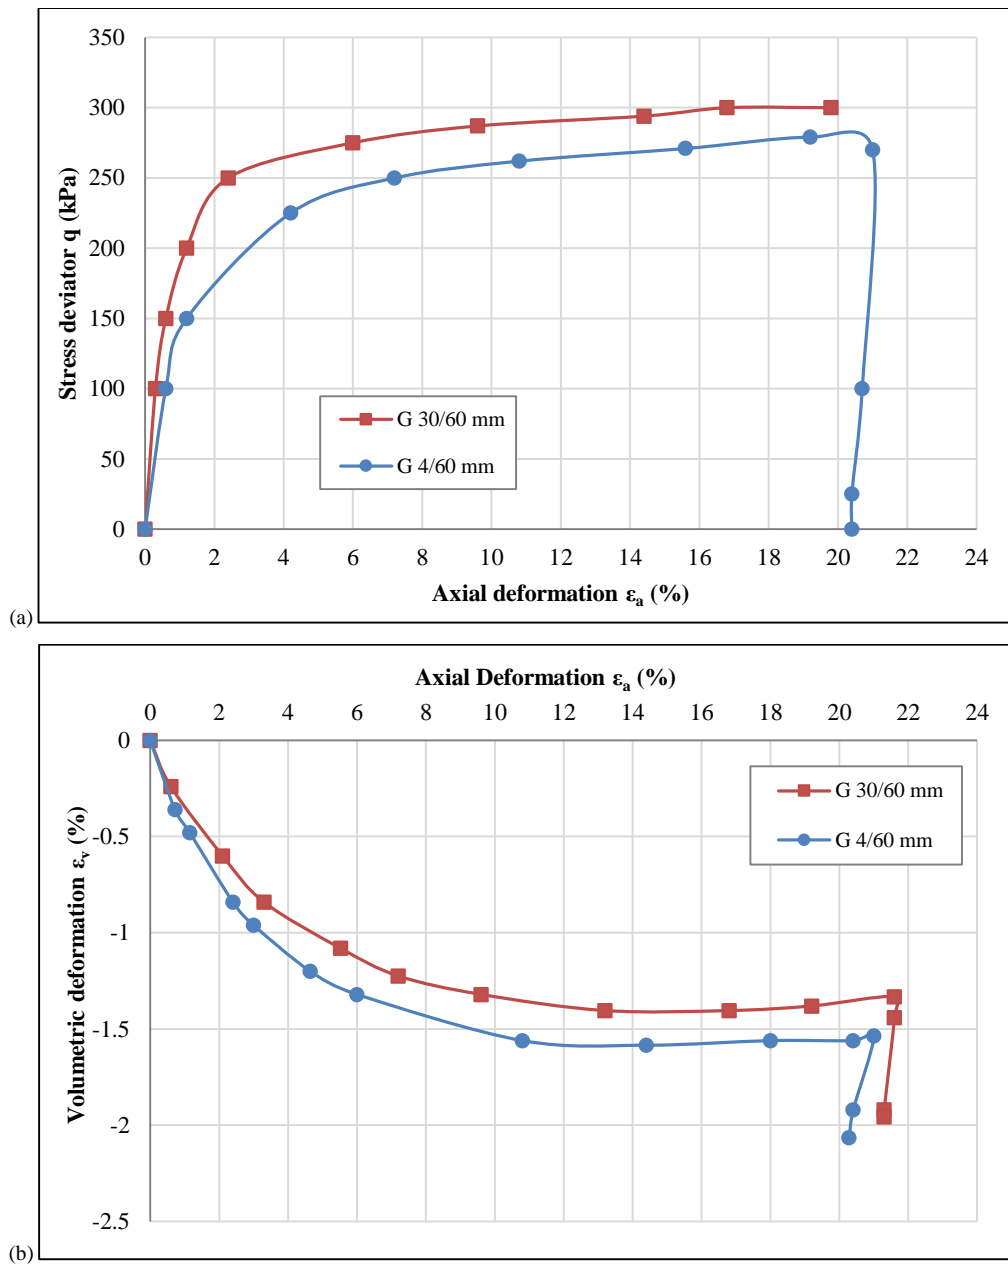 350
300
250
200
150
100
50
0
Stress deviator q (kPa)
G 30/60 mm
G 4/60 mm
0 2 4 6 8 10 12 14 16 18 20 22 24
Axial deformation εa (%)
(a)
Axial Deformation εa (%)
0 2 4 6 8 10 12 14 16 18 20 22 24
0
-0.5
-1
-1.5
-2
-2.5
Volumetric deformation εv (%)
G 30/60 mm
G 4/60 mm
(b)